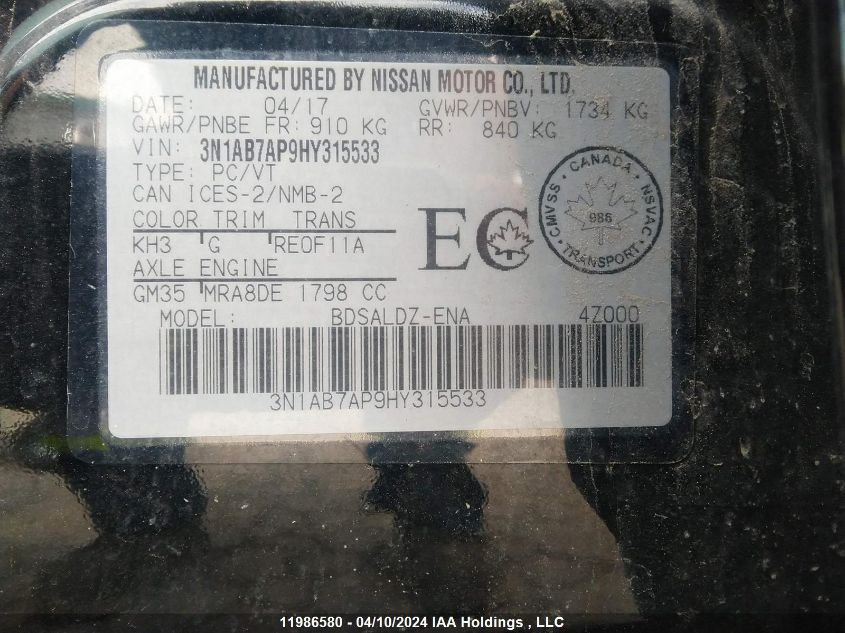 MANUFACTURED BY NISSAN MOTOR CO., LTD.
DATE: 04/17 GVWR/PNBV: 1734 KG
GAWR/PNBE FR: 910 KG RR: 840 KG
VIN: 3N1AB7AP9HY315533
TYPE: PC/VT
CAN ICES-2/NMB-2
COLOR TRIM TRANS
KH3 G RE0F11A
AXLE ENGINE
GM35 MRA8DE 1798 CC
EC
CANADA
CMVSS
NSVAC
986
TRANSPORT
MODEL: BDSALDZ-ENA 4Z000
3N1AB7AP9HY315533
11986580 - 04/10/2024 IAA Holdings , LLC